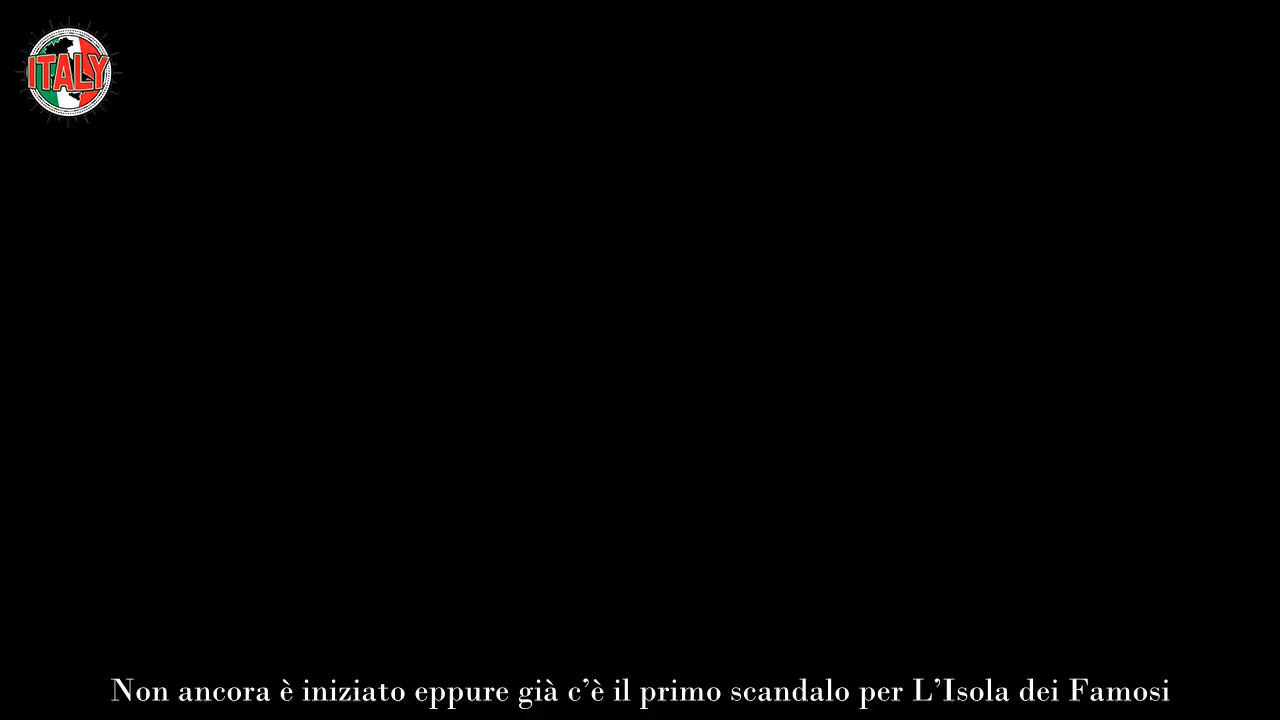 ITALY
Non ancora è iniziato eppure già c’è il primo scandalo per L’Isola dei Famosi